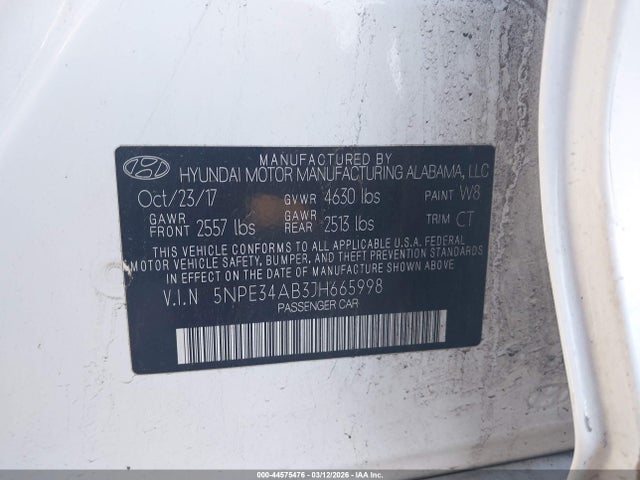 MANUFACTURED BY
HYUNDAI MOTOR MANUFACTURING ALABAMA, LLC
Oct/23/17 GVWR 4630 lbs PAINT W8
GAWR FRONT 2557 lbs GAWR REAR 2513 lbs TRIM CT
THIS VEHICLE CONFORMS TO ALL APPLICABLE U.S.A. FEDERAL
MOTOR VEHICLE SAFETY, BUMPER, AND THEFT PREVENTION STANDARDS
IN EFFECT ON THE DATE OF MANUFACTURE SHOWN ABOVE.
V.I.N 5NPE34AB3JH665998
PASSENGER CAR
000-44575476 - 03/12/2026 - COPYRIGHT IAA, LLC